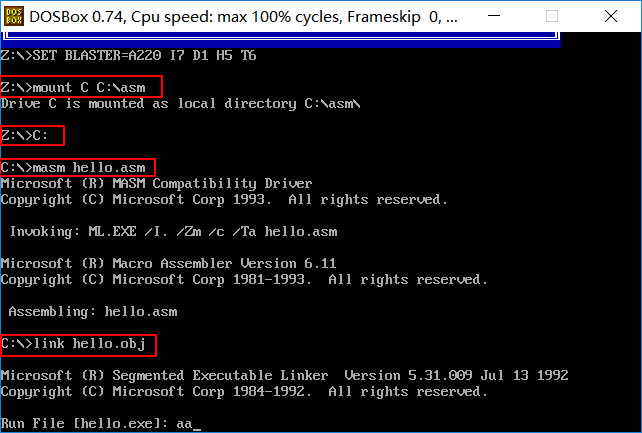 DOS BOX
DOSBox 0.74, Cpu speed: max 100% cycles, Frameskip 0, ...
Z:\>SET BLASTER=A220 I7 D1 H5 T6
Z:\>mount C C:\asm
Drive C is mounted as local directory C:\asm\
Z:\>C:
C:\>masm hello.asm
Microsoft (R) MASM Compatibility Driver
Copyright (C) Microsoft Corp 1993.  All rights reserved.
Invoking: ML.EXE /I. /Zm /c /Ta hello.asm
Microsoft (R) Macro Assembler Version 6.11
Copyright (C) Microsoft Corp 1981-1993.  All rights reserved.
Assembling: hello.asm
C:\>link hello.obj
Microsoft (R) Segmented Executable Linker  Version 5.31.009 Jul 13 1992
Copyright (C) Microsoft Corp 1984-1992.  All rights reserved.
Run File [hello.exe]: aa_